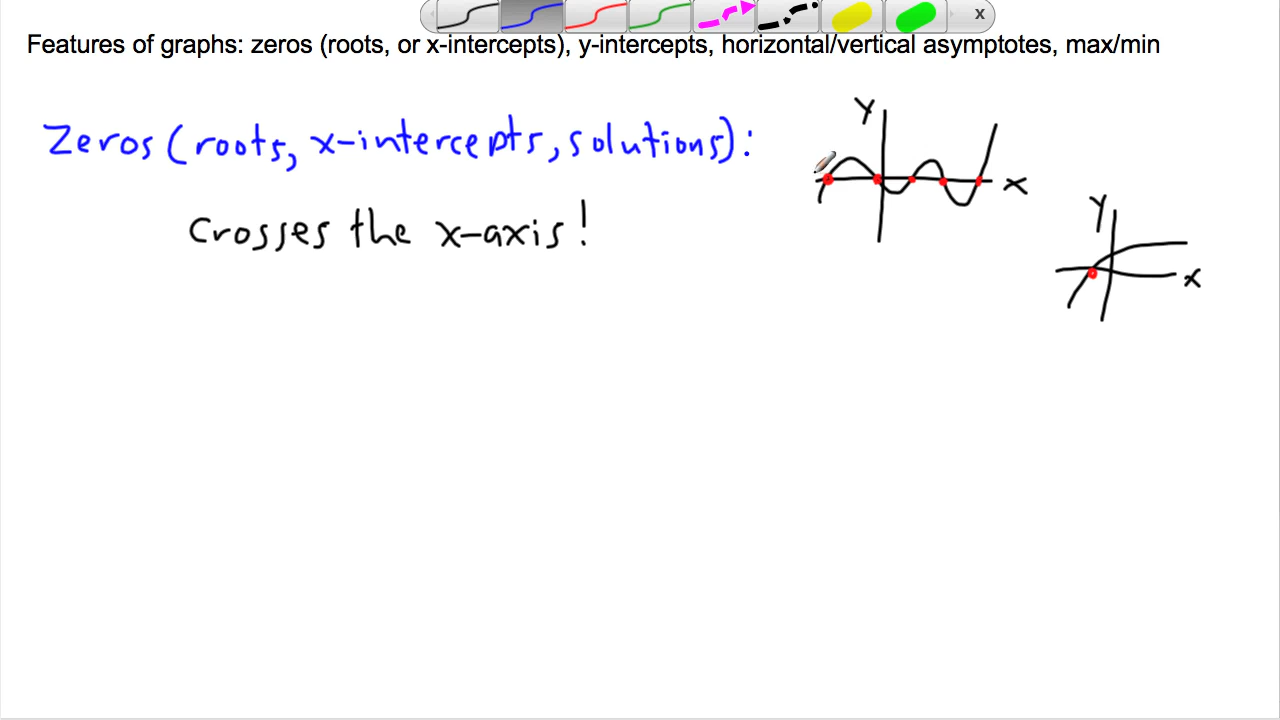 x
Features of graphs: zeros (roots, or x-intercepts), y-intercepts, horizontal/vertical asymptotes, max/min
Zeros (roots, x-intercepts, solutions):
Crosses the x-axis!
Y
X
Y
X